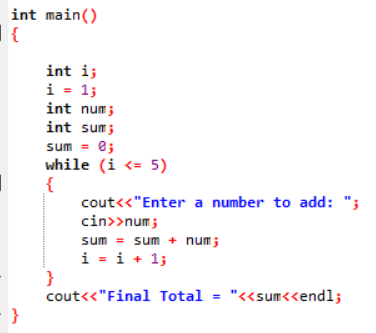 int main()
{
int i;
i = 1;
int num;
int sum;
sum = 0;
while (i <= 5)
{
cout<<"Enter a number to add: ";
cin>>num;
sum = sum + num;
i = i + 1;
}
cout<<"Final Total = "<<sum<<endl;
}